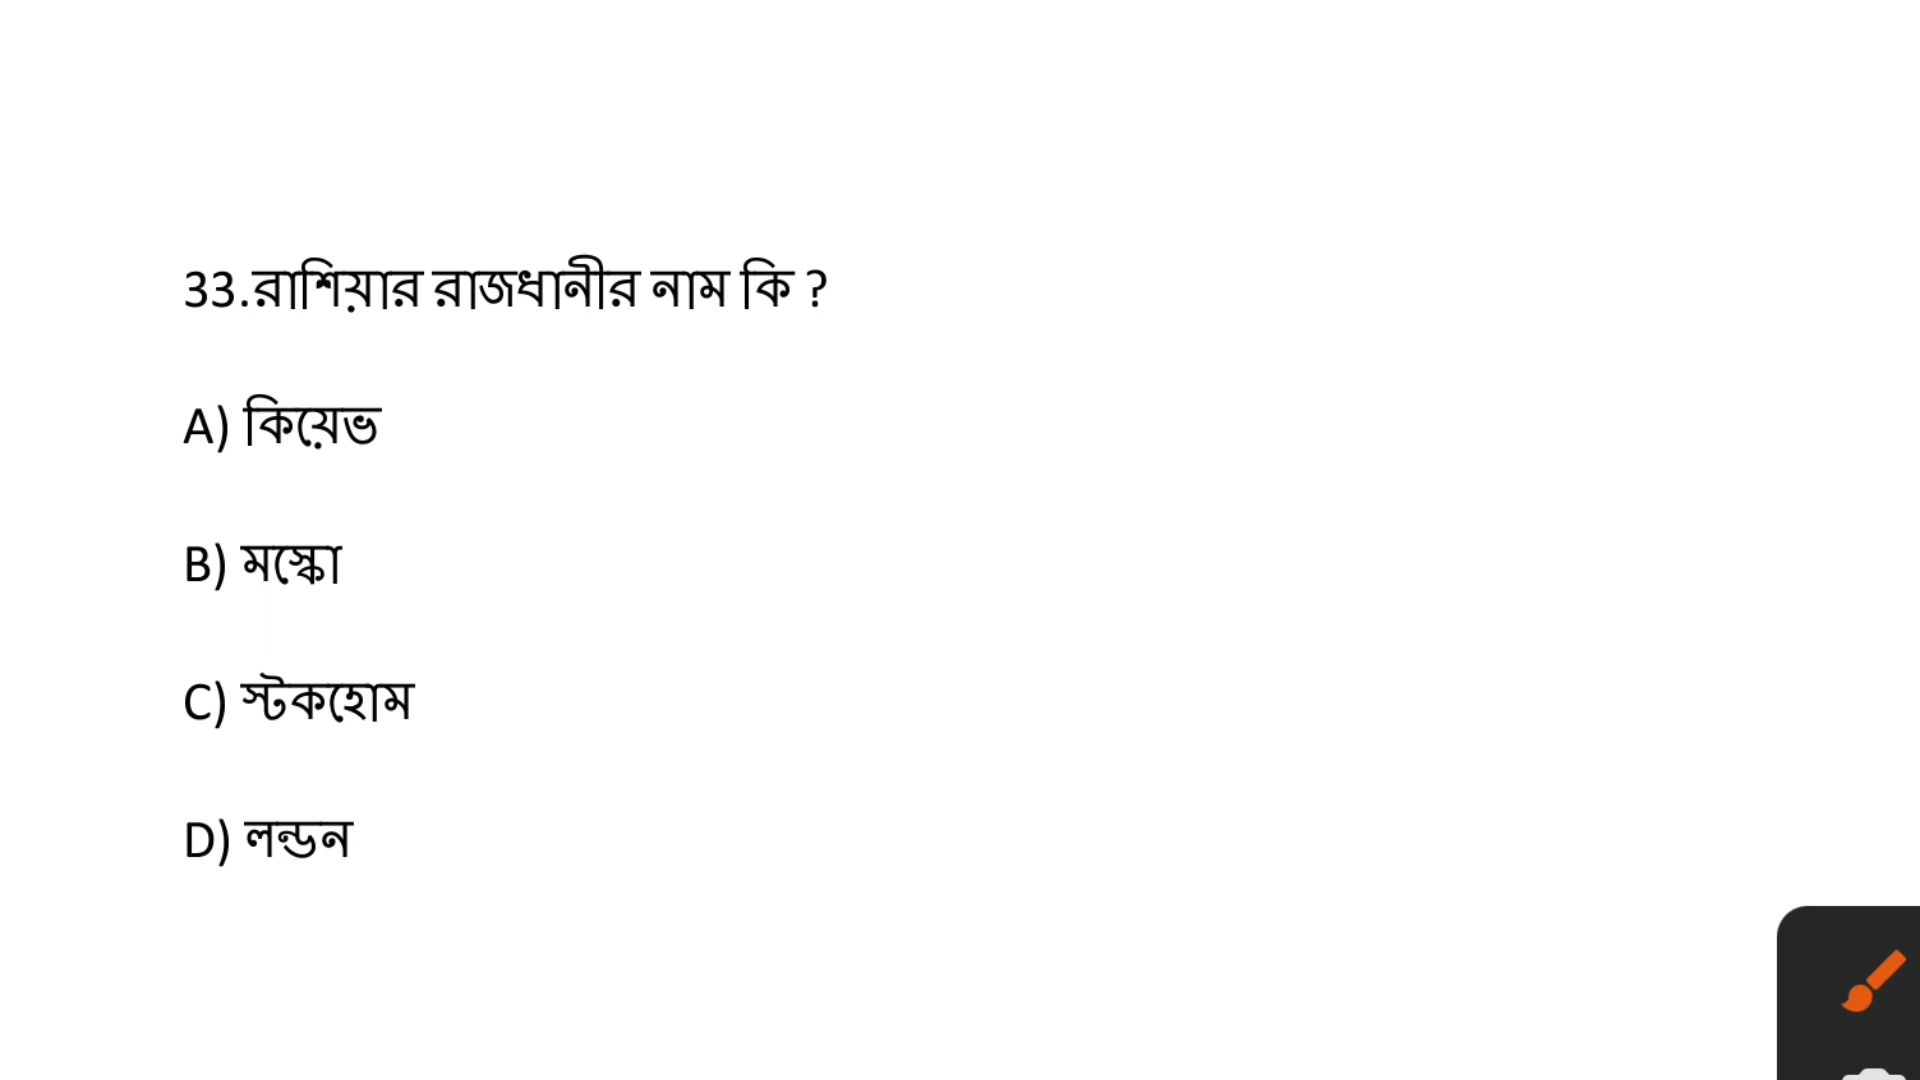 33.রাশিয়ার রাজধানীর নাম কি ?
A) কিয়েভ
B) মস্কো
C) স্টকহোম
D) লন্ডন